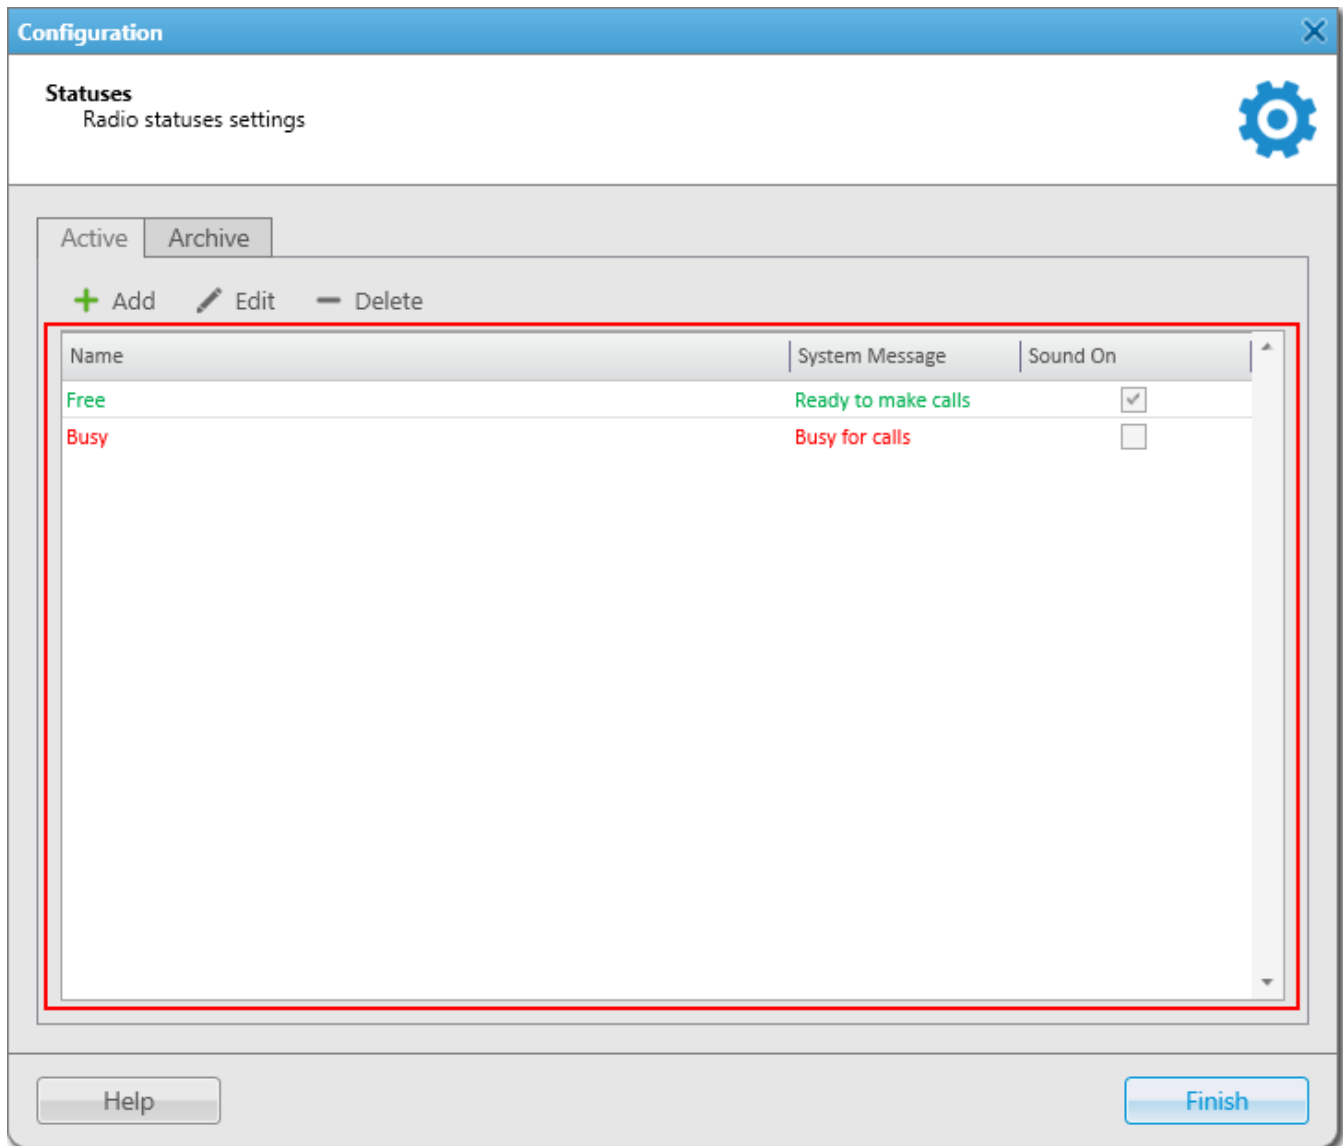 Configuration
Statuses
Radio statuses settings
Active Archive
Add Edit Delete
Name System Message Sound On
Free Ready to make calls
Busy Busy for calls
Help Finish